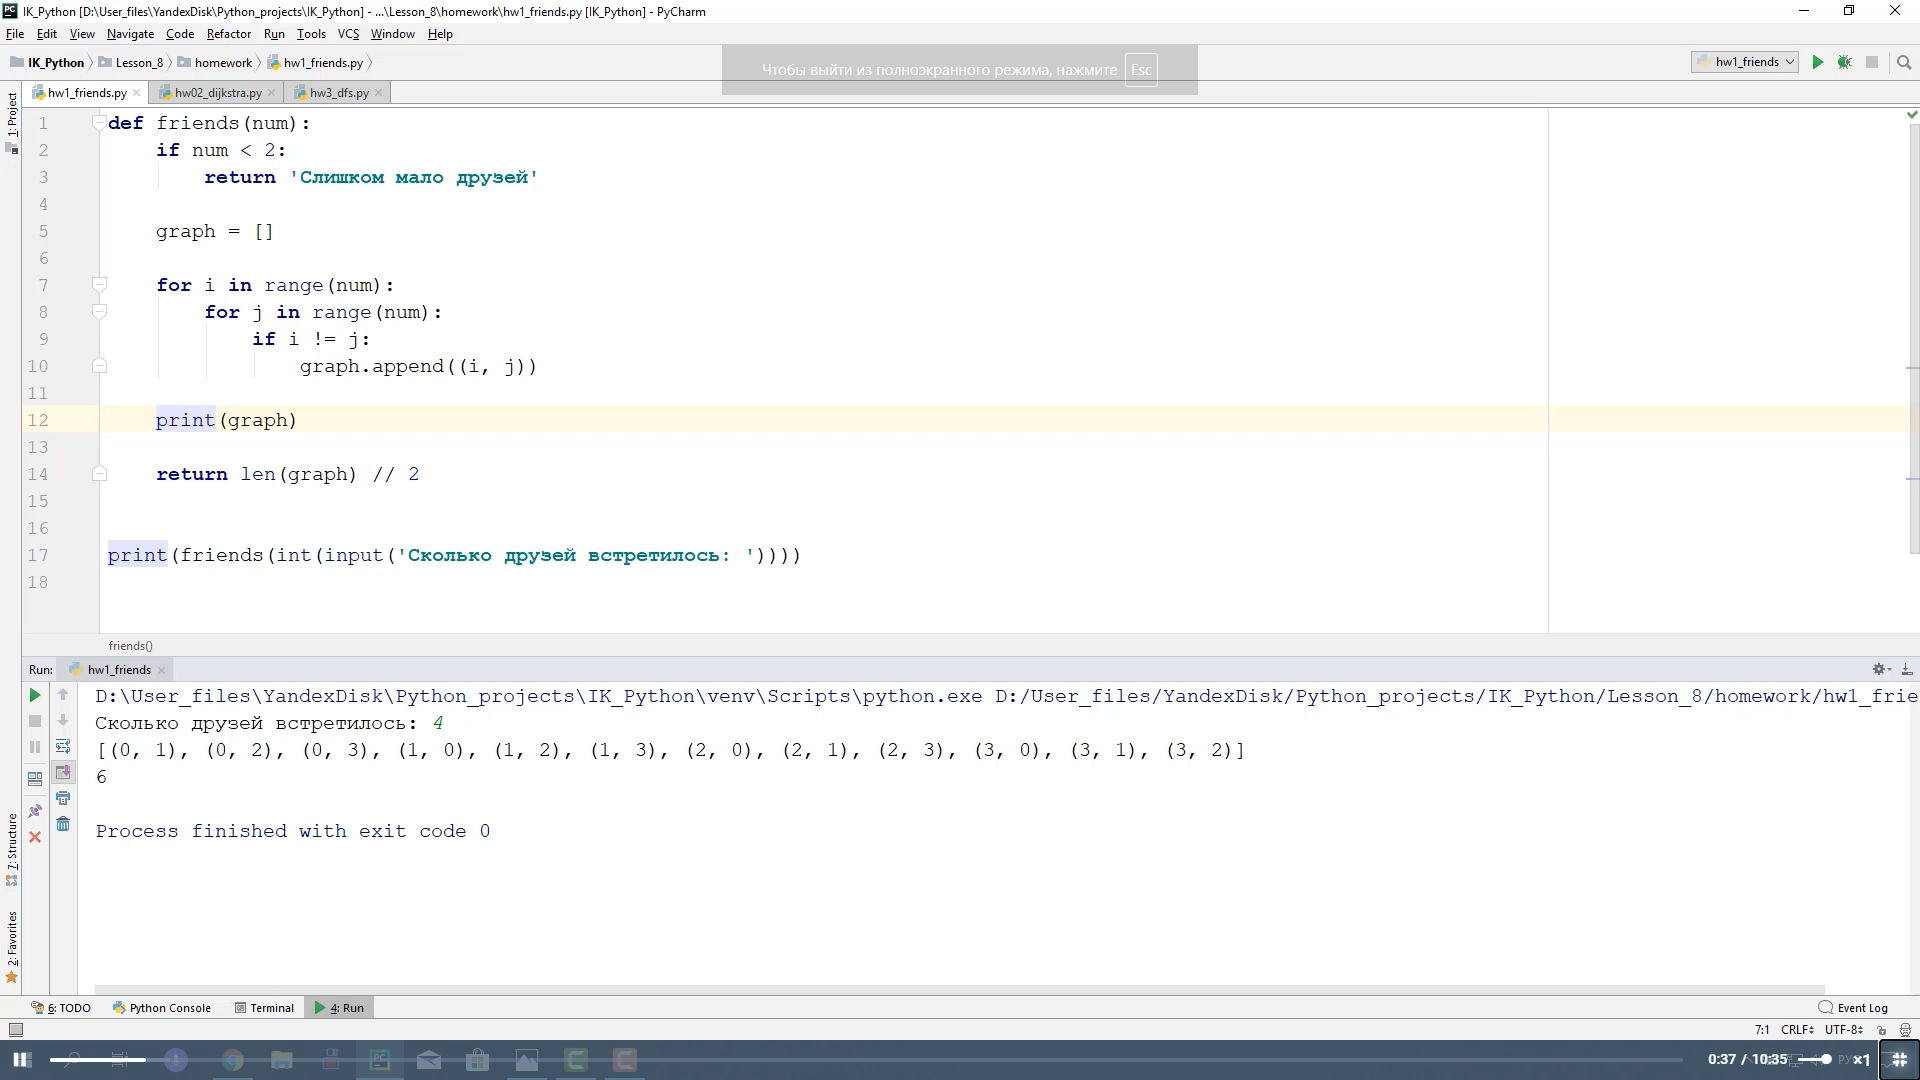 IK_Python [D:\User_files\YandexDisk\Python_projects\IK_Python] - ...\Lesson_8\homework\hw1_friends.py [IK_Python] - PyCharm
File Edit View Navigate Code Refactor Run Tools VCS Window Help
IK_Python Lesson_8 homework hw1_friends.py
Чтобы выйти из полноэкранного режима, нажмите Esc
hw1_friends
hw1_friends.py hw02_dijkstra.py hw3_dfs.py
1: Project
1 def friends(num):
2 if num < 2:
3 return 'Слишком мало друзей'
4
5 graph = []
6
7 for i in range(num):
8 for j in range(num):
9 if i != j:
10 graph.append((i, j))
11
12 print(graph)
13
14 return len(graph) // 2
15
16
17 print(friends(int(input('Сколько друзей встретилось: '))))
18
friends()
Run: hw1_friends
D:\User_files\YandexDisk\Python_projects\IK_Python\venv\Scripts\python.exe D:/User_files/YandexDisk/Python_projects/IK_Python/Lesson_8/homework/hw1_frie
Сколько друзей встретилось: 4
[(0, 1), (0, 2), (0, 3), (1, 0), (1, 2), (1, 3), (2, 0), (2, 1), (2, 3), (3, 0), (3, 1), (3, 2)]
6
Process finished with exit code 0
7: Structure
2: Favorites
6: TODO Python Console Terminal 4: Run Event Log
7:1 CRLF UTF-8
0:37 / 10:35 ×1